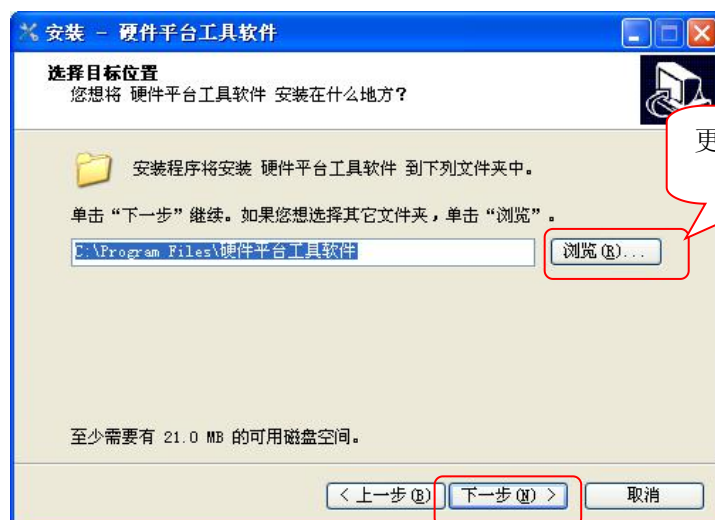 安装 - 硬件平台工具软件
选择目标位置
您想将 硬件平台工具软件 安装在什么地方?
更
安装程序将安装 硬件平台工具软件 到下列文件夹中。
单击“下一步”继续。如果您想选择其它文件夹,单击“浏览”。
C:\Program Files\硬件平台工具软件
浏览(R)...
至少需要有 21.0 MB 的可用磁盘空间。
< 上一步(B)
下一步(N) >
取消